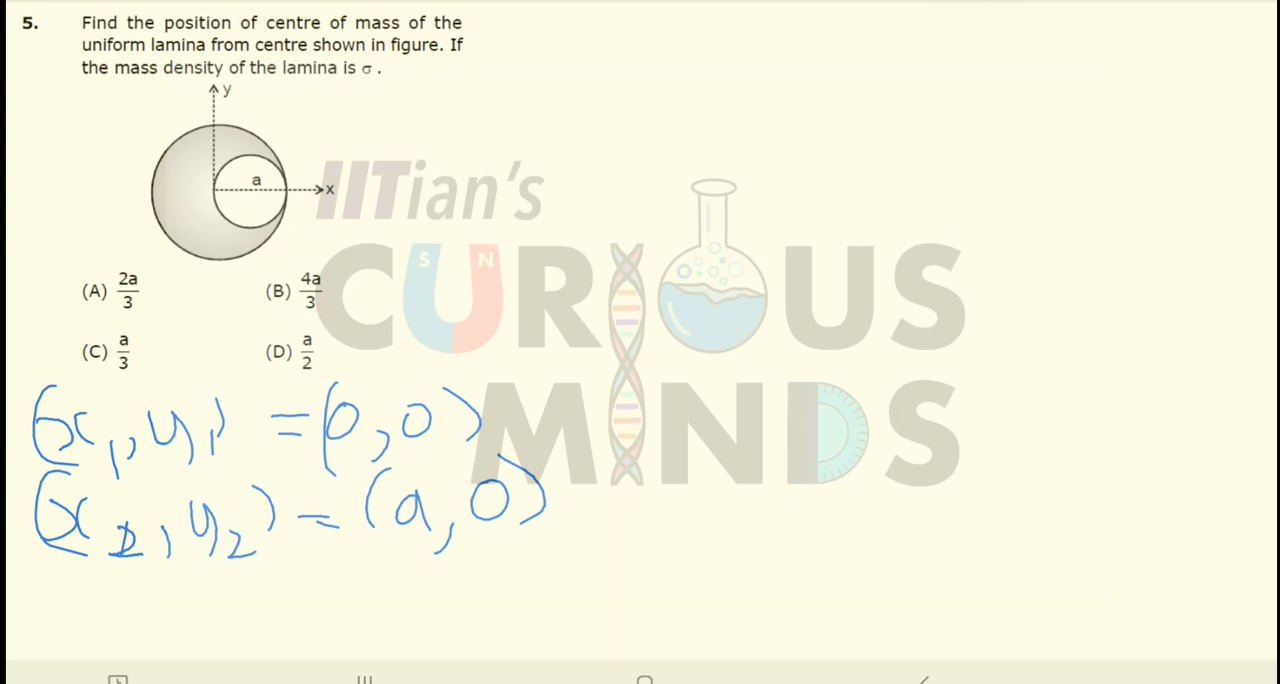 5. Find the position of centre of mass of the
uniform lamina from centre shown in figure. If
the mass density of the lamina is σ .
y
a
x
(A) 2a/3 (B) 4a/3
(C) a/3 (D) a/2
IITian's
CURIOUS
S N
MINDS
(x1, y1) = (0,0)
(x2, y2) = (a,0)